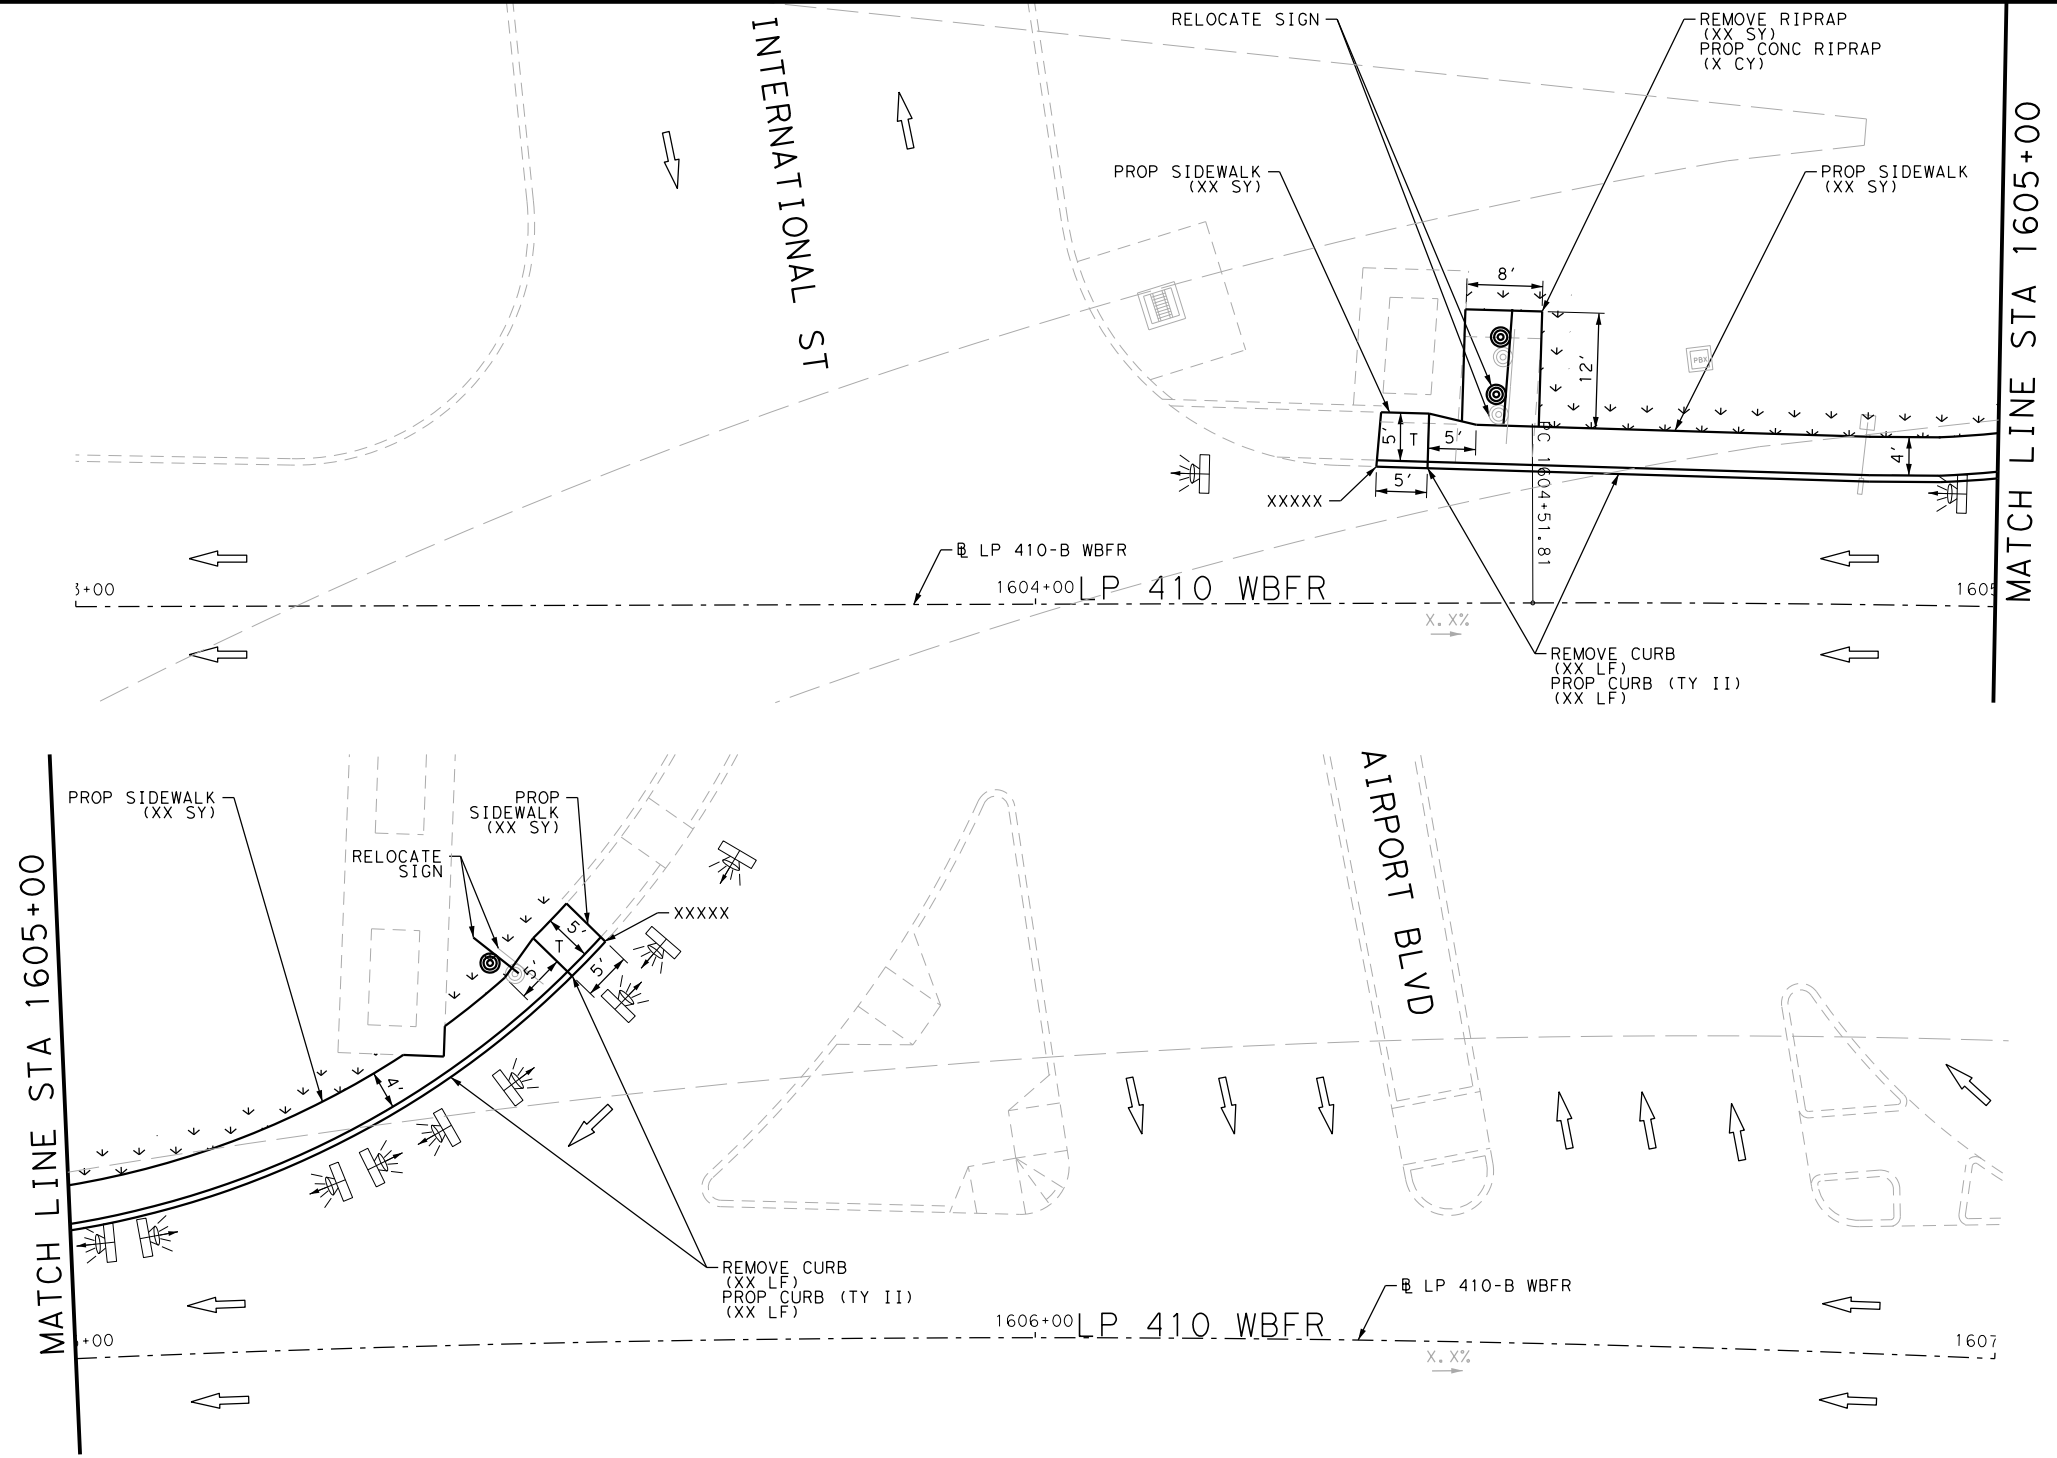 RELOCATE SIGN
REMOVE RIPRAP
(XX SY)
PROP CONC RIPRAP
(X CY)
INTERNATIONAL ST
PROP SIDEWALK
(XX SY)
PROP SIDEWALK
(XX SY)
MATCH LINE STA 1605+00
8'
12'
PBX
5'
T
5'
4'
5'
XXXXX
PC 1604+51.81
LP 410-B WBFR
+00
1604+00
LP 410 WBFR
1605
X.X%
REMOVE CURB
(XX LF)
PROP CURB (TY II)
(XX LF)
MATCH LINE STA 1605+00
PROP SIDEWALK
(XX SY)
PROP
SIDEWALK
(XX SY)
RELOCATE
SIGN
XXXXX
5'
T
5'
5'
4'
AIRPORT BLVD
REMOVE CURB
(XX LF)
PROP CURB (TY II)
(XX LF)
LP 410-B WBFR
+00
1606+00
LP 410 WBFR
1607
X.X%